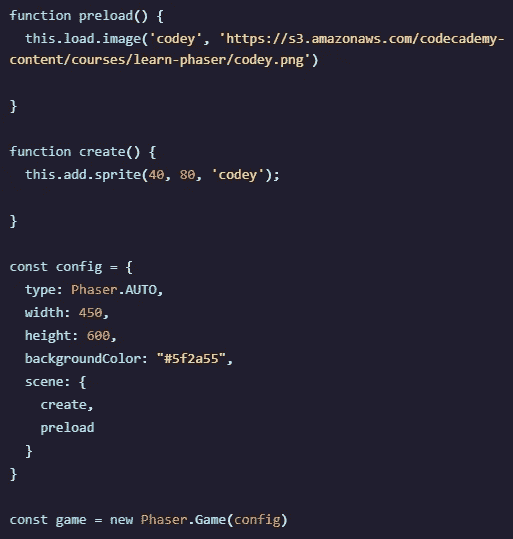 function preload() {
  this.load.image('codey', 'https://s3.amazonaws.com/codecademy-
content/courses/learn-phaser/codey.png')

}

function create() {
  this.add.sprite(40, 80, 'codey');

}

const config = {
  type: Phaser.AUTO,
  width: 450,
  height: 600,
  backgroundColor: "#5f2a55",
  scene: {
    create,
    preload
  }
}

const game = new Phaser.Game(config)